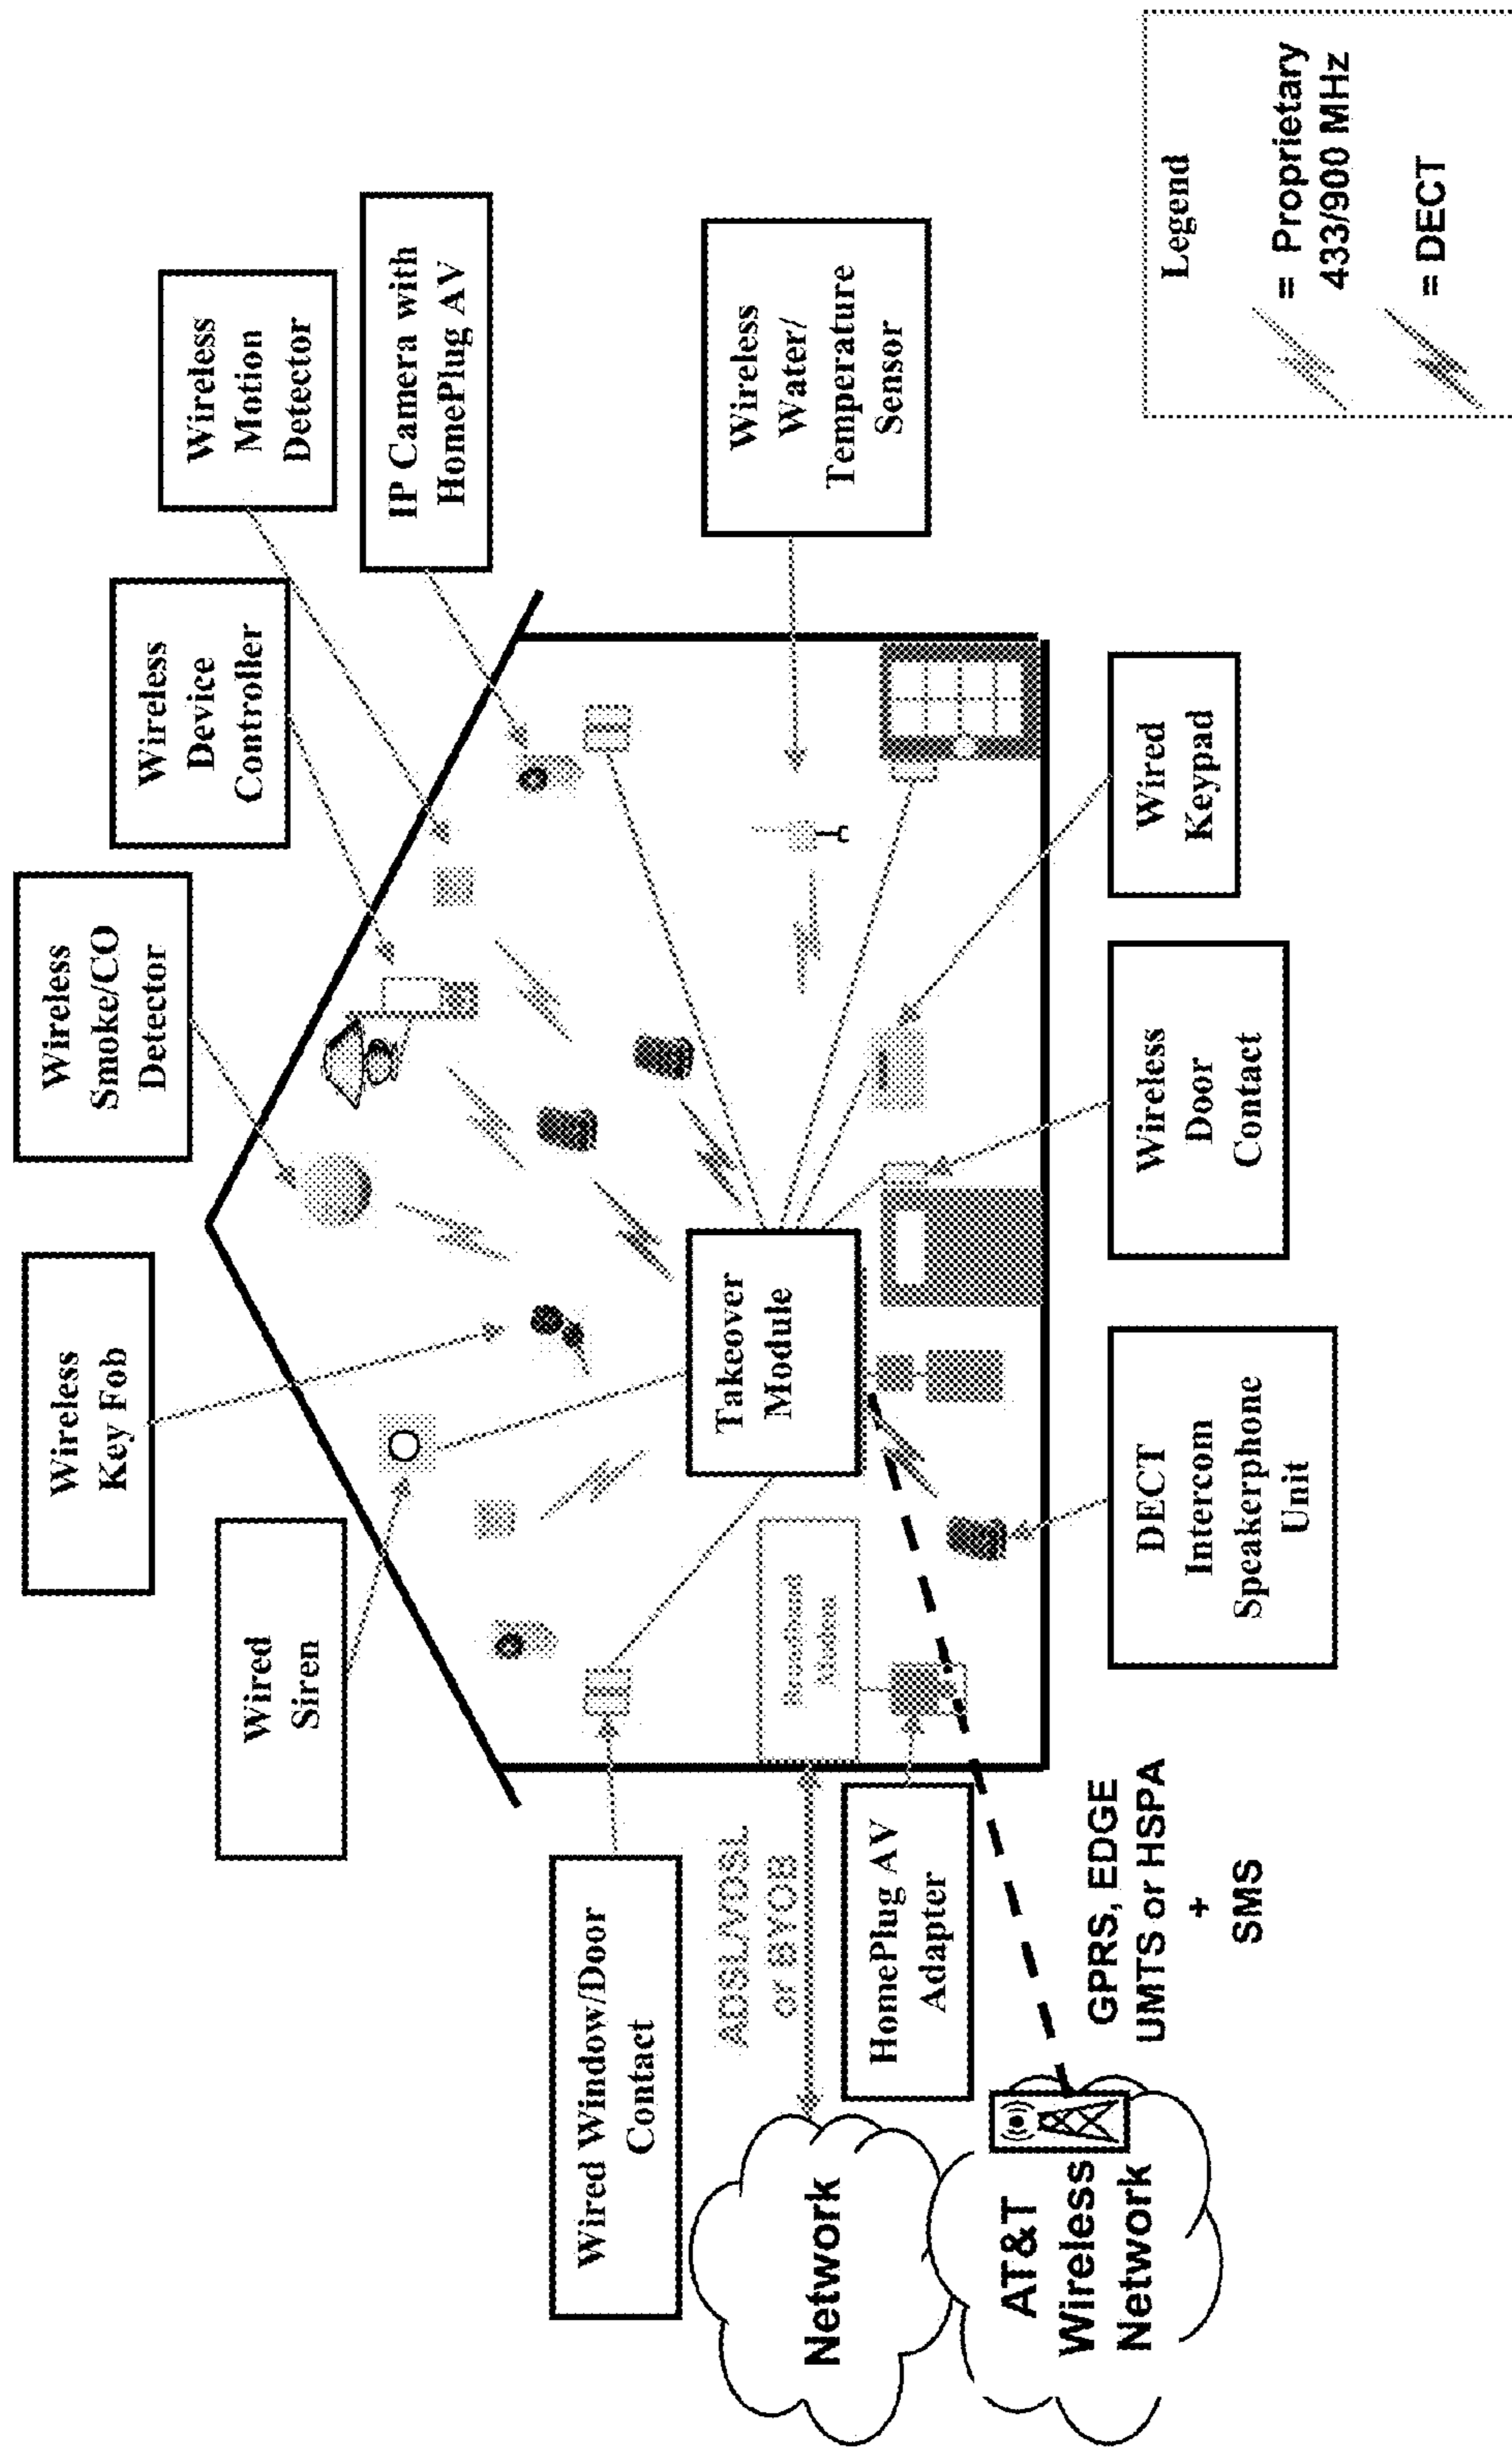 Wireless
Key Fob
Wireless
Smoke/CO
Detector
Wireless
Device
Controller
Wireless
Motion
Detector
Wired
Siren
IP Camera with
HomePlug AV
Wired Window/Door
Contact
ADSL/VDSL
or BYOB
Network
HomePlug AV
Adapter
Broadband
Modem
Takeover
Module
Wireless
Water/
Temperature
Sensor
AT&T
Wireless
Network
GPRS, EDGE
UMTS or HSPA
+
SMS
DECT
Intercom
Speakerphone
Unit
Wireless
Door
Contact
Wired
Keypad
Legend
= Proprietary
433/900 MHz
= DECT